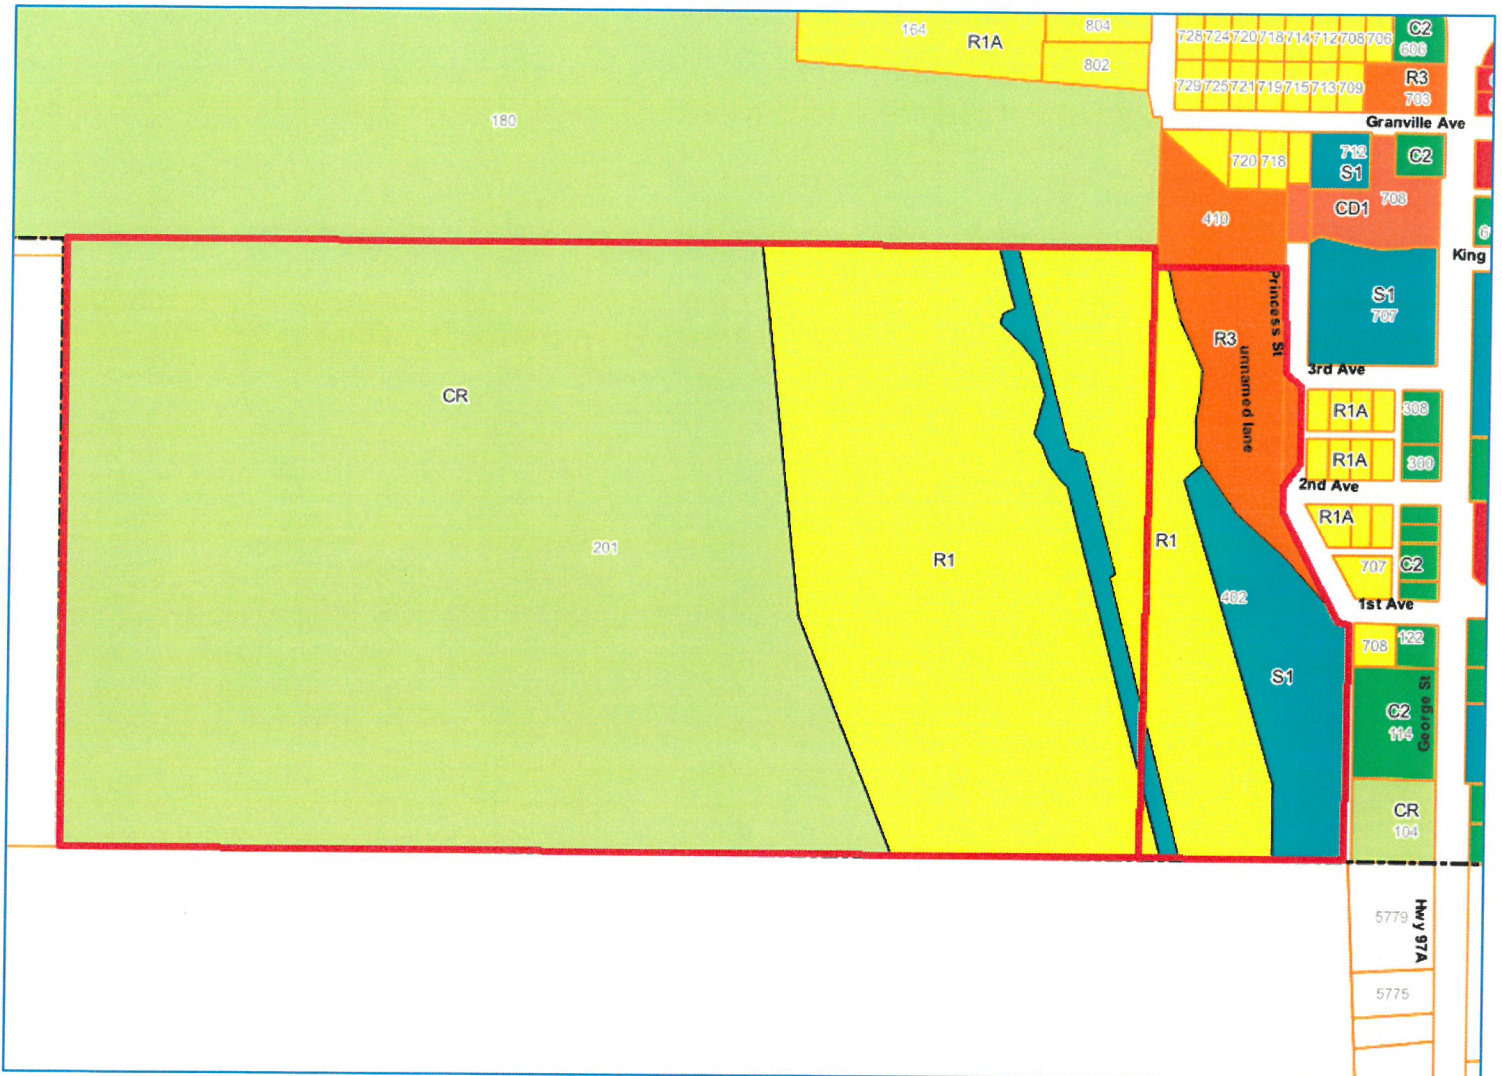 164
R1A
804
802
728 724 720 718 714 712 708 706
C2
606
R3
703
729 725 721 719 715 713 709
Granville Ave
180
720 718
712
S1
C2
CD1
708
410
King
S1
707
Princess St
R3
unnamed lane
3rd Ave
R1A
308
R1A
300
2nd Ave
R1A
C2
707
1st Ave
CR
201
R1
R1
402
S1
708
122
C2
114
George St
CR
104
5779
Hwy 97A
5775